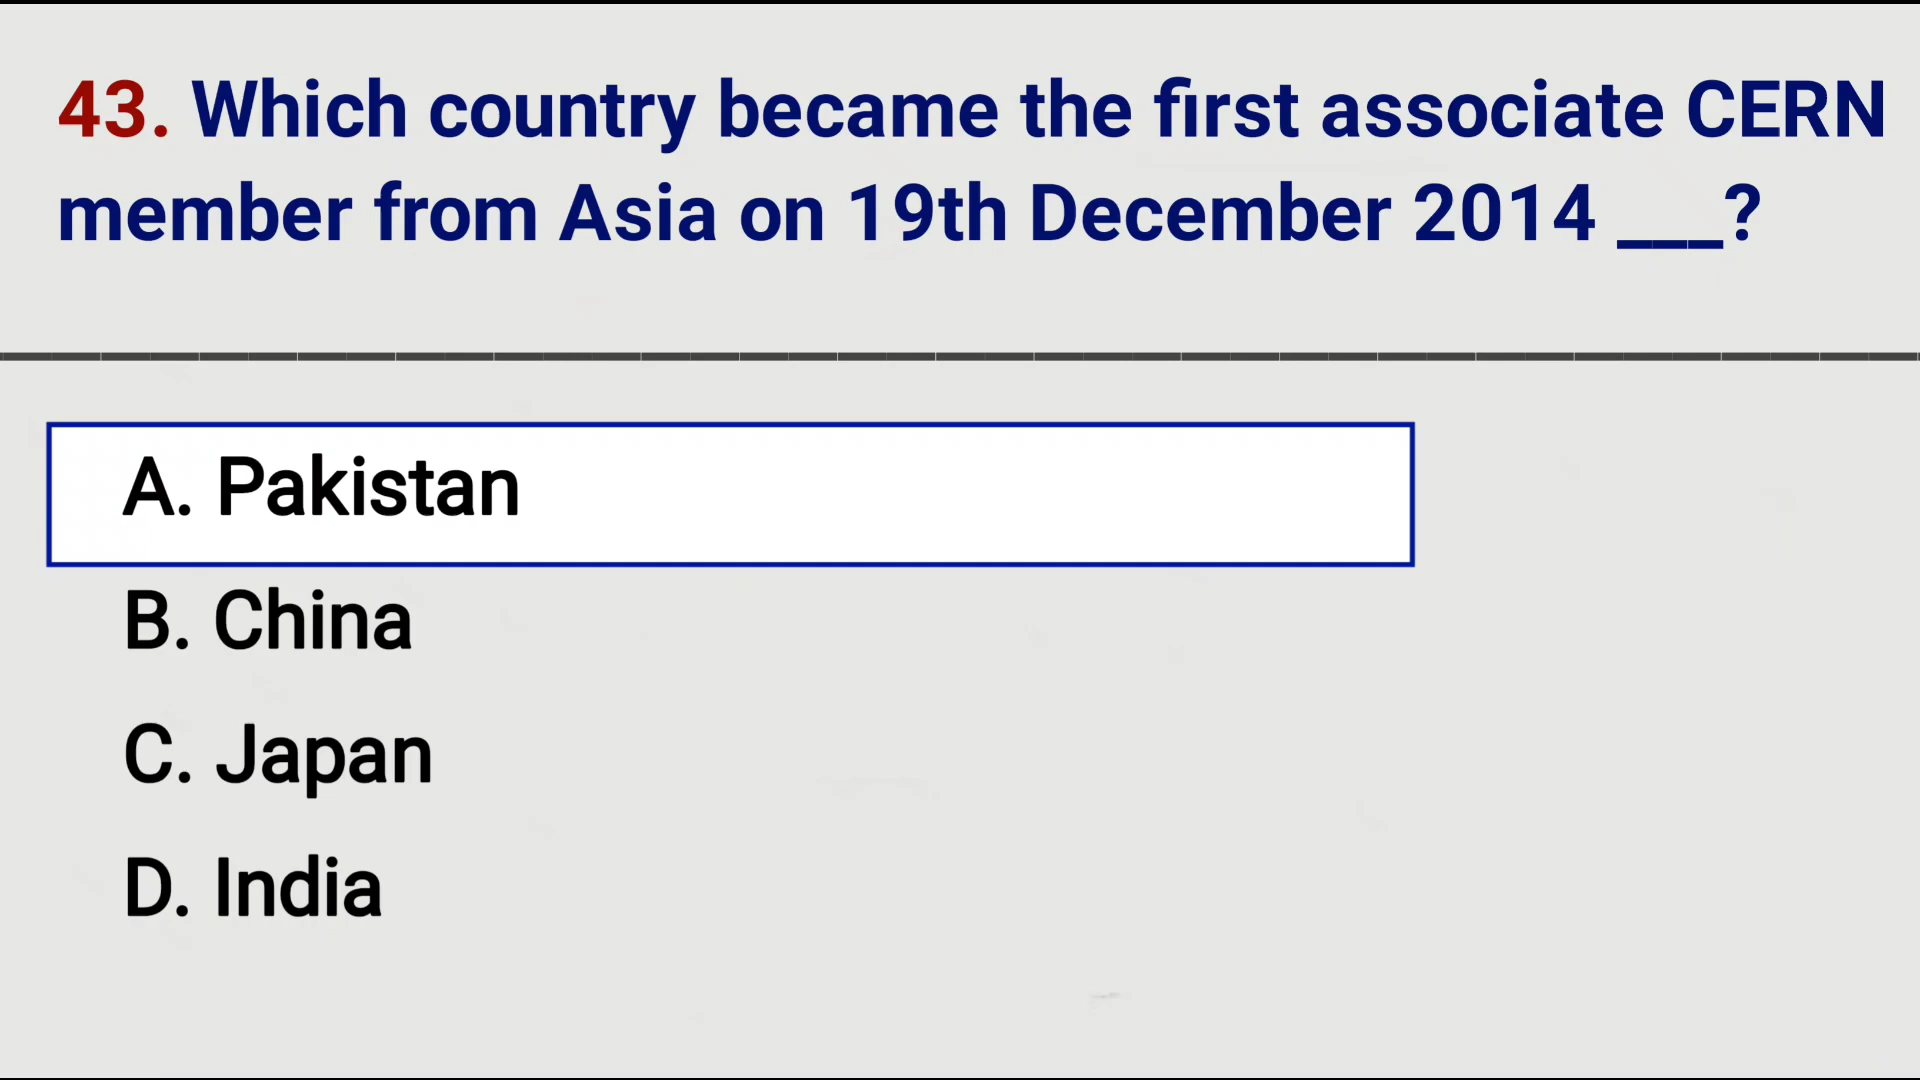 43. Which country became the first associate CERN
member from Asia on 19th December 2014 ___?
A. Pakistan
B. China
C. Japan
D. India